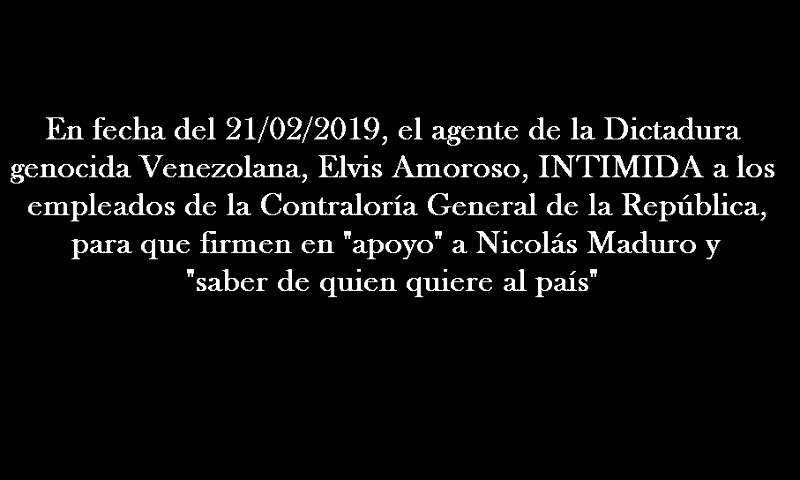 En fecha del 21/02/2019, el agente de la Dictadura
genocida Venezolana, Elvis Amoroso, INTIMIDA a los
empleados de la Contraloría General de la República,
para que firmen en "apoyo" a Nicolás Maduro y
"saber de quien quiere al país"